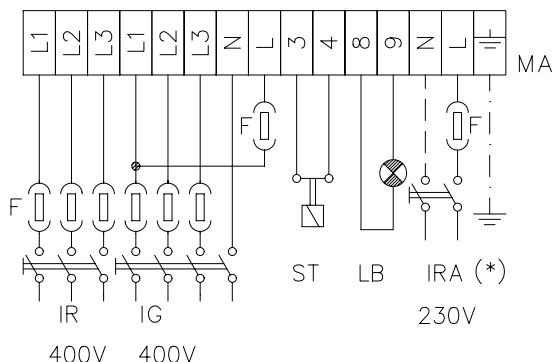 L1 L2 L3 L1 L2 L3 N L 3 4 8 9 N L
MA
F F
F
ST LB IRA (*)
IR IG 230V
400V 400V